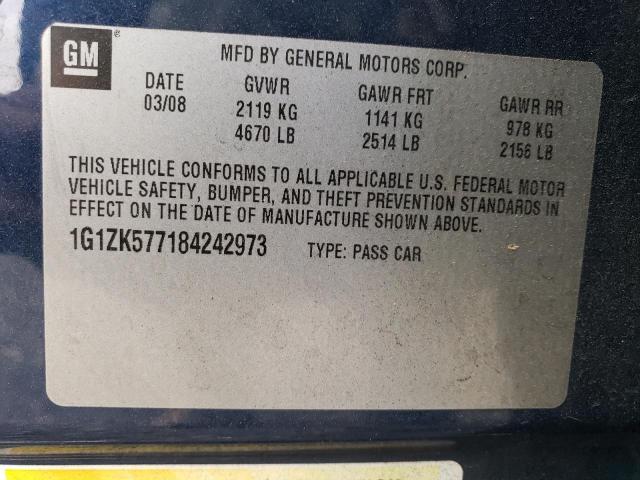 GM ®
MFD BY GENERAL MOTORS CORP.
DATE GVWR GAWR FRT GAWR RR
03/08 2119 KG 1141 KG 978 KG
4670 LB 2514 LB 2156 LB
THIS VEHICLE CONFORMS TO ALL APPLICABLE U.S. FEDERAL MOTOR
VEHICLE SAFETY, BUMPER, AND THEFT PREVENTION STANDARDS IN
EFFECT ON THE DATE OF MANUFACTURE SHOWN ABOVE.
1G1ZK577184242973 TYPE: PASS CAR